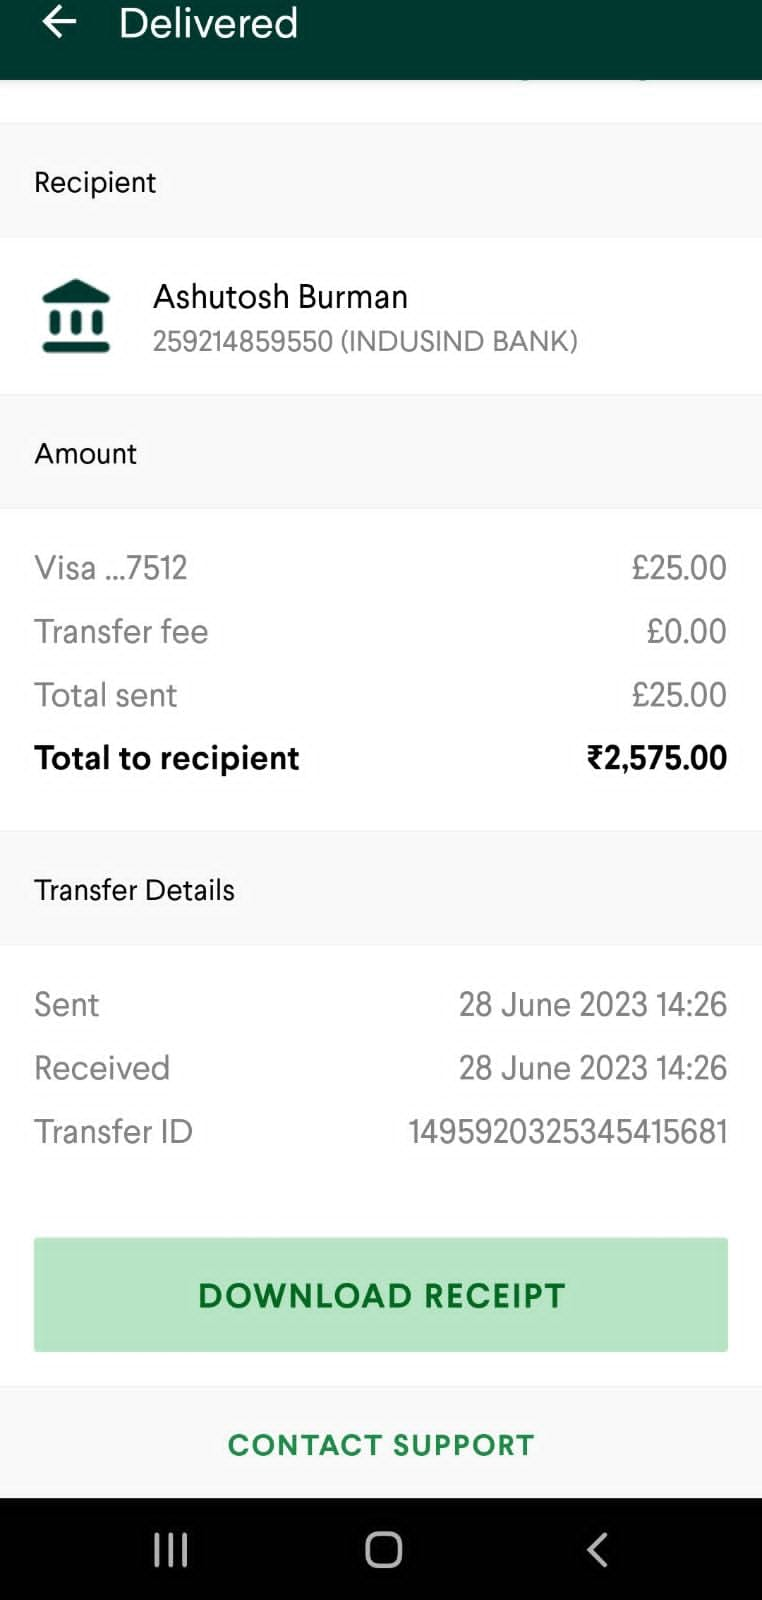 Delivered
Recipient
Ashutosh Burman
259214859550 (INDUSIND BANK)
Amount
Visa ...7512 £25.00
Transfer fee £0.00
Total sent £25.00
Total to recipient ₹2,575.00
Transfer Details
Sent 28 June 2023 14:26
Received 28 June 2023 14:26
Transfer ID 1495920325345415681
DOWNLOAD RECEIPT
CONTACT SUPPORT